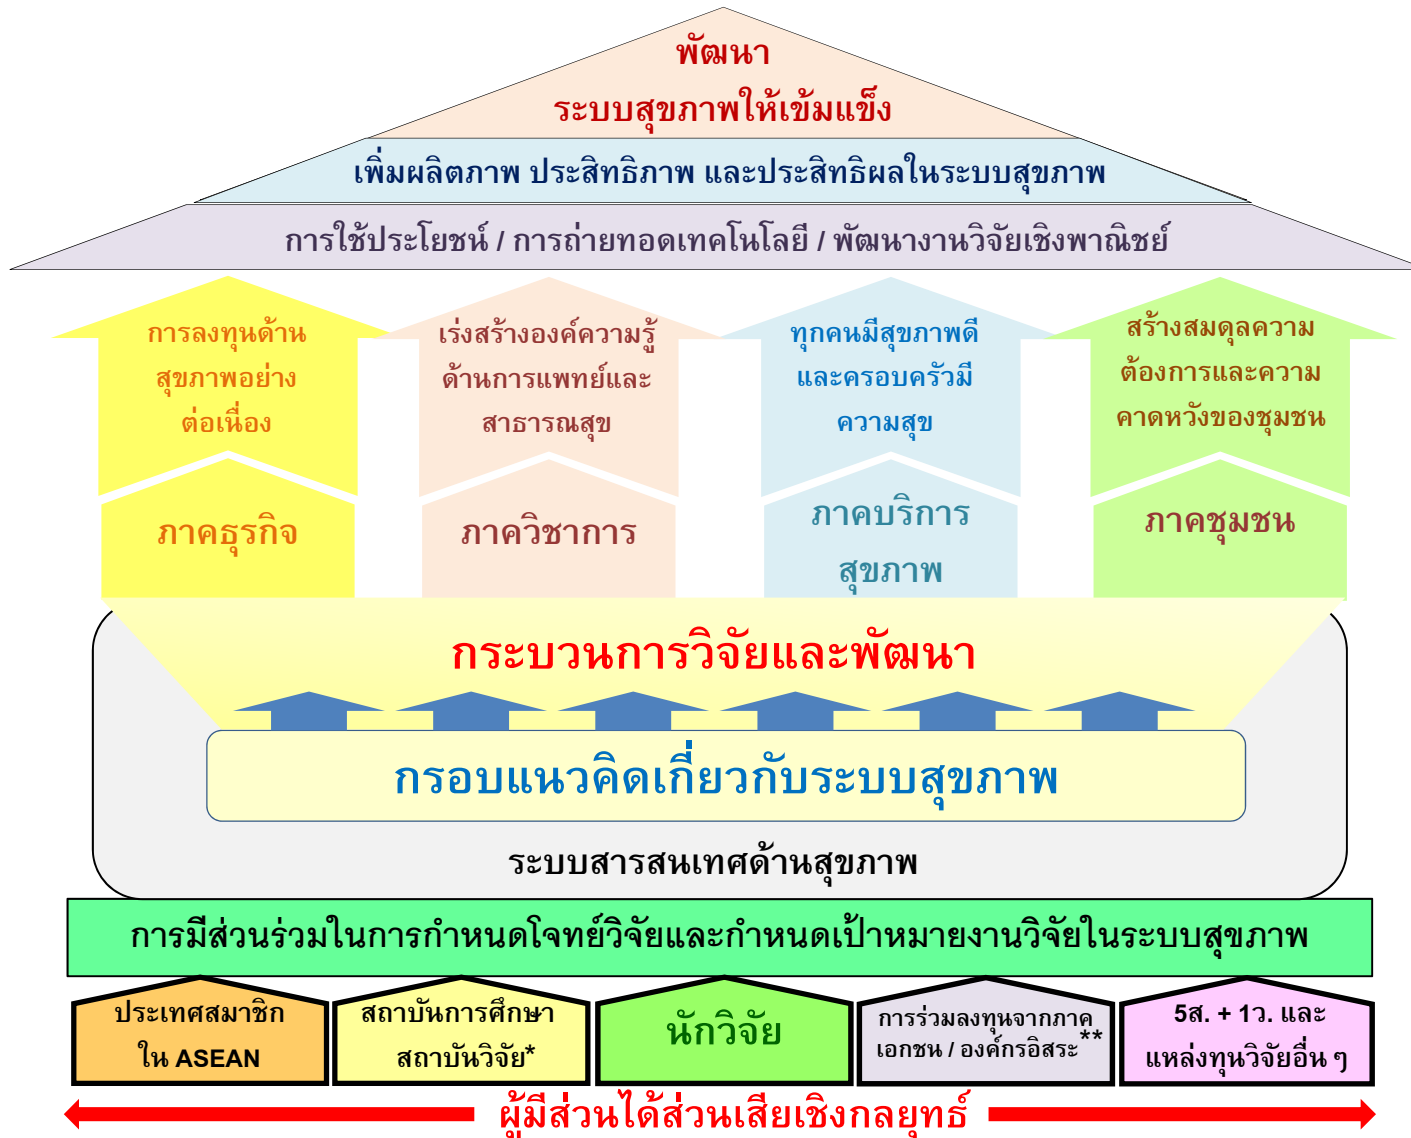 พัฒนา
ระบบสุขภาพให้เข้มแข็ง
เพิ่มผลิตภาพ ประสิทธิภาพ และประสิทธิผลในระบบสุขภาพ
การใช้ประโยชน์ / การถ่ายทอดเทคโนโลยี / พัฒนางานวิจัยเชิงพาณิชย์
การลงทุนด้าน
สุขภาพอย่าง
ต่อเนื่อง
เร่งสร้างองค์ความรู้
ด้านการแพทย์และ
สาธารณสุข
ทุกคนมีสุขภาพดี
และครอบครัวมี
ความสุข
สร้างสมดุลความ
ต้องการและความ
คาดหวังของชุมชน
ภาคธุรกิจ
ภาควิชาการ
ภาคบริการ
สุขภาพ
ภาคชุมชน
กระบวนการวิจัยและพัฒนา
กรอบแนวคิดเกี่ยวกับระบบสุขภาพ
ระบบสารสนเทศด้านสุขภาพ
การมีส่วนร่วมในการกำหนดโจทย์วิจัยและกำหนดเป้าหมายงานวิจัยในระบบสุขภาพ
ประเทศสมาชิก
ใน ASEAN
สถาบันการศึกษา
สถาบันวิจัย*
นักวิจัย
การร่วมลงทุนจากภาค
เอกชน / องค์กรอิสระ**
5ส. + 1ว. และ
แหล่งทุนวิจัยอื่น ๆ
ผู้มีส่วนได้ส่วนเสียเชิงกลยุทธ์